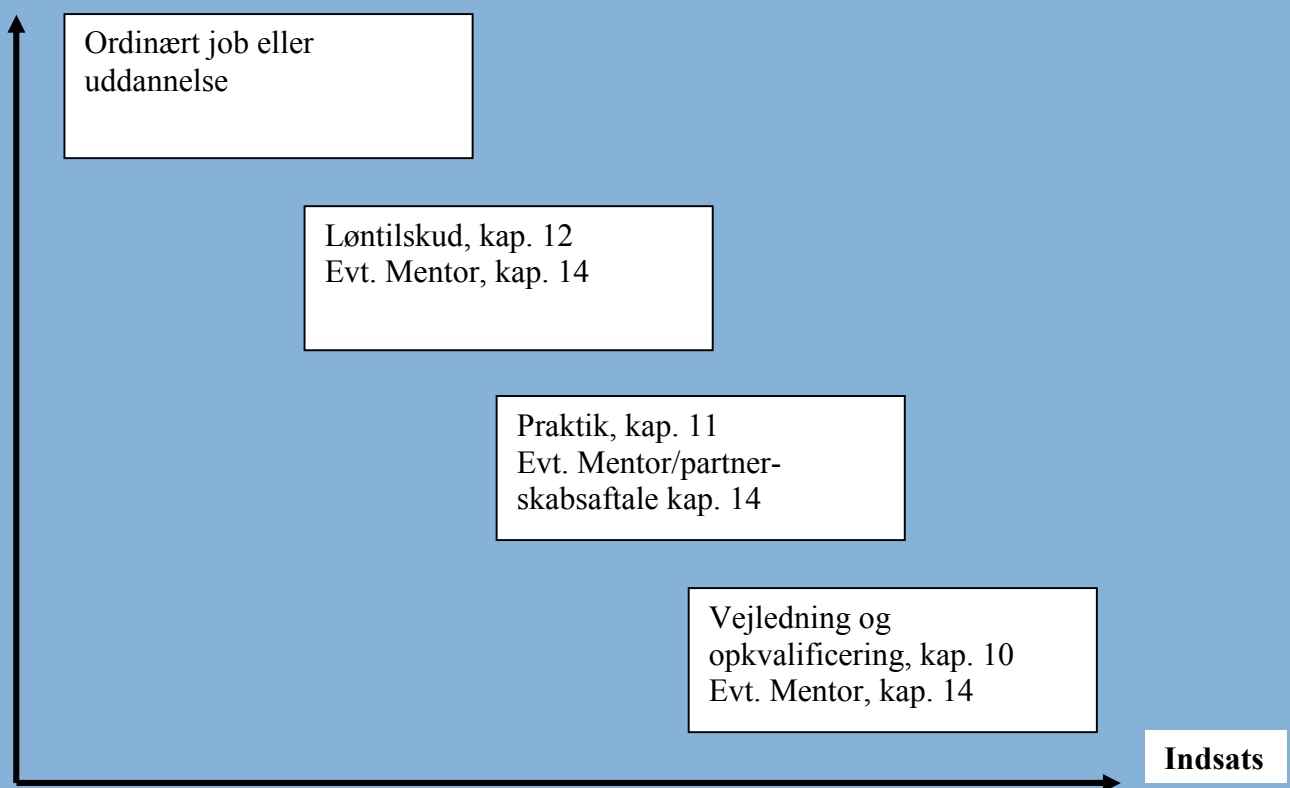 Ordinært job eller
uddannelse
Løntilskud, kap. 12
Evt. Mentor, kap. 14
Praktik, kap. 11
Evt. Mentor/partner-
skabsaftale kap. 14
Vejledning og
opkvalificering, kap. 10
Evt. Mentor, kap. 14
Indsats